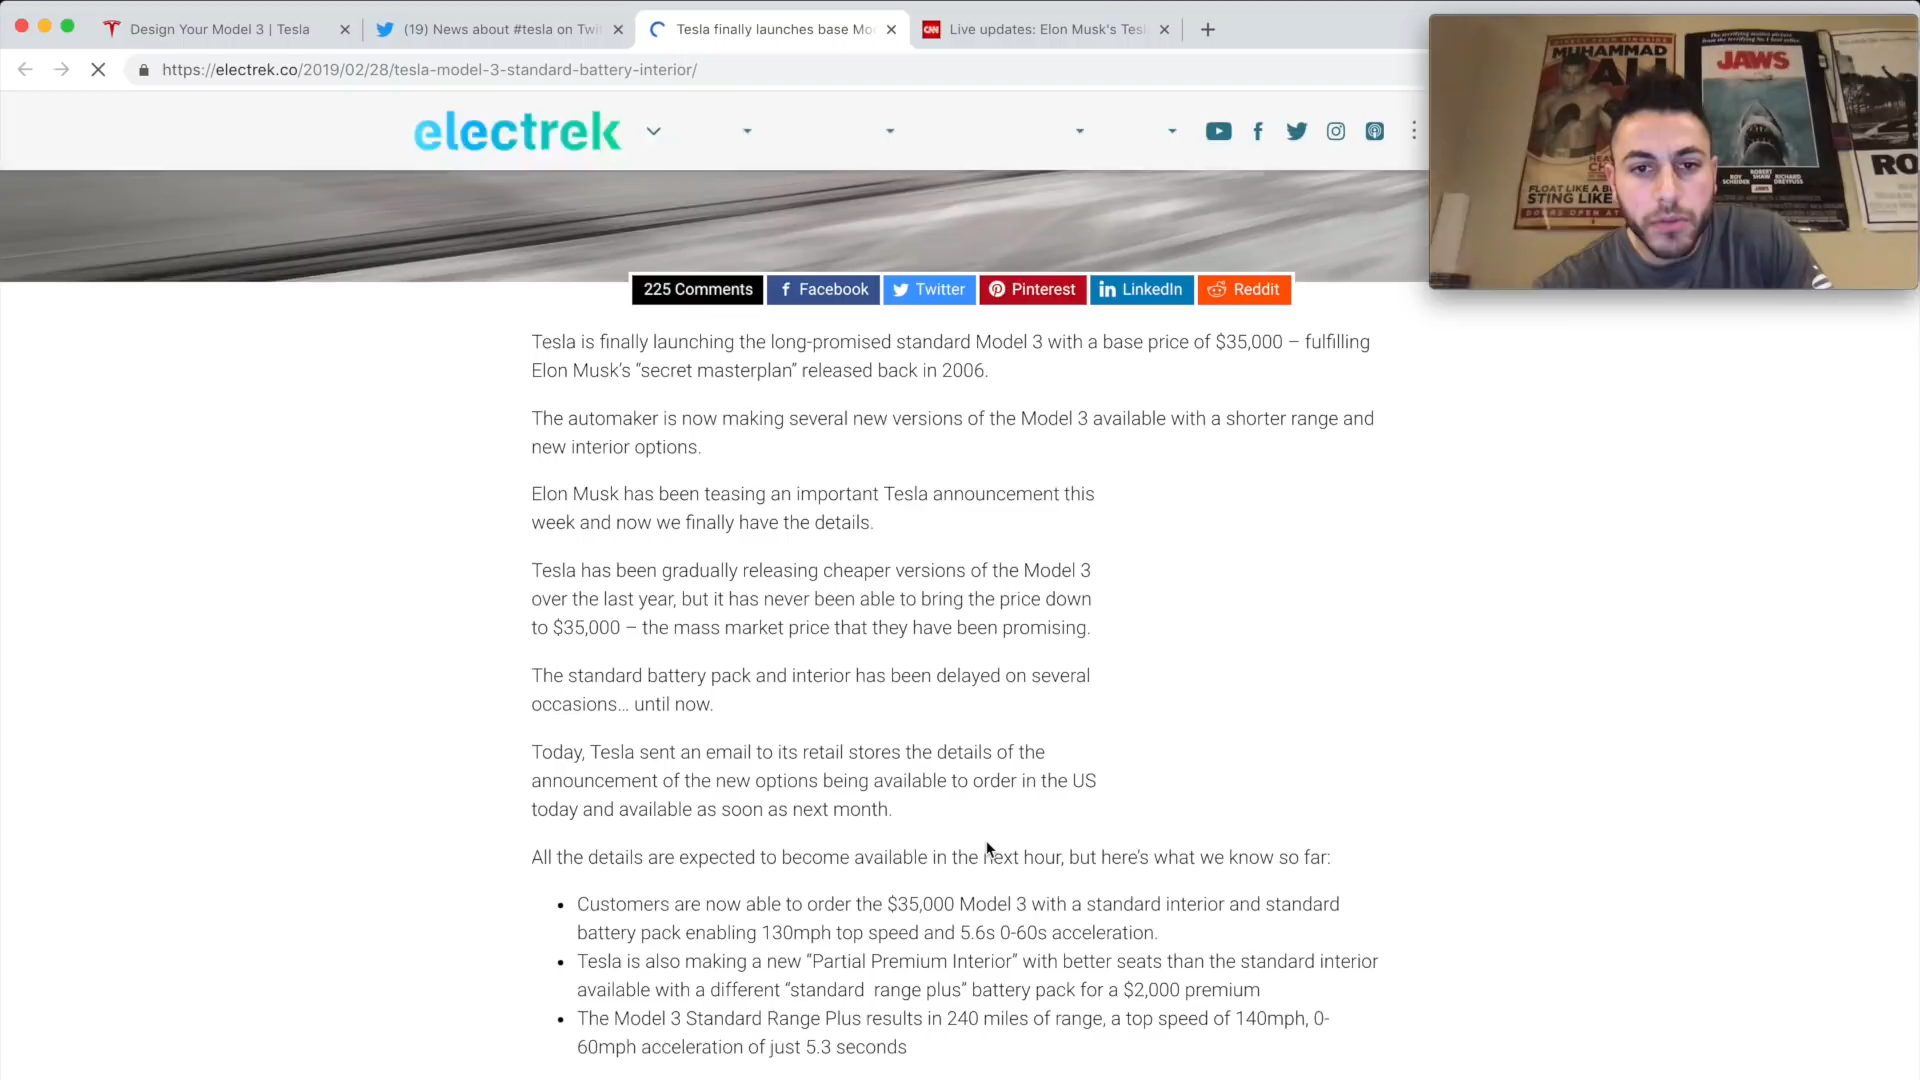 Design Your Model 3 | Tesla
(19) News about #tesla on Twi
Tesla finally launches base Mo
CNN
Live updates: Elon Musk's Tesl
https://electrek.co/2019/02/28/tesla-model-3-standard-battery-interior/
electrek
MUHAMMAD
ALI
FLOAT LIKE A B
STING LIKE
DOORS OPEN AT
JAWS
ROY SCHEIDER
ROBERT SHAW
RICHARD DREYFUSS
RO
225 Comments
Facebook
Twitter
Pinterest
LinkedIn
Reddit
Tesla is finally launching the long-promised standard Model 3 with a base price of $35,000 – fulfilling
Elon Musk’s “secret masterplan” released back in 2006.
The automaker is now making several new versions of the Model 3 available with a shorter range and
new interior options.
Elon Musk has been teasing an important Tesla announcement this
week and now we finally have the details.
Tesla has been gradually releasing cheaper versions of the Model 3
over the last year, but it has never been able to bring the price down
to $35,000 – the mass market price that they have been promising.
The standard battery pack and interior has been delayed on several
occasions… until now.
Today, Tesla sent an email to its retail stores the details of the
announcement of the new options being available to order in the US
today and available as soon as next month.
All the details are expected to become available in the next hour, but here’s what we know so far:
• Customers are now able to order the $35,000 Model 3 with a standard interior and standard
battery pack enabling 130mph top speed and 5.6s 0-60s acceleration.
• Tesla is also making a new “Partial Premium Interior” with better seats than the standard interior
available with a different “standard range plus” battery pack for a $2,000 premium
• The Model 3 Standard Range Plus results in 240 miles of range, a top speed of 140mph, 0-
60mph acceleration of just 5.3 seconds